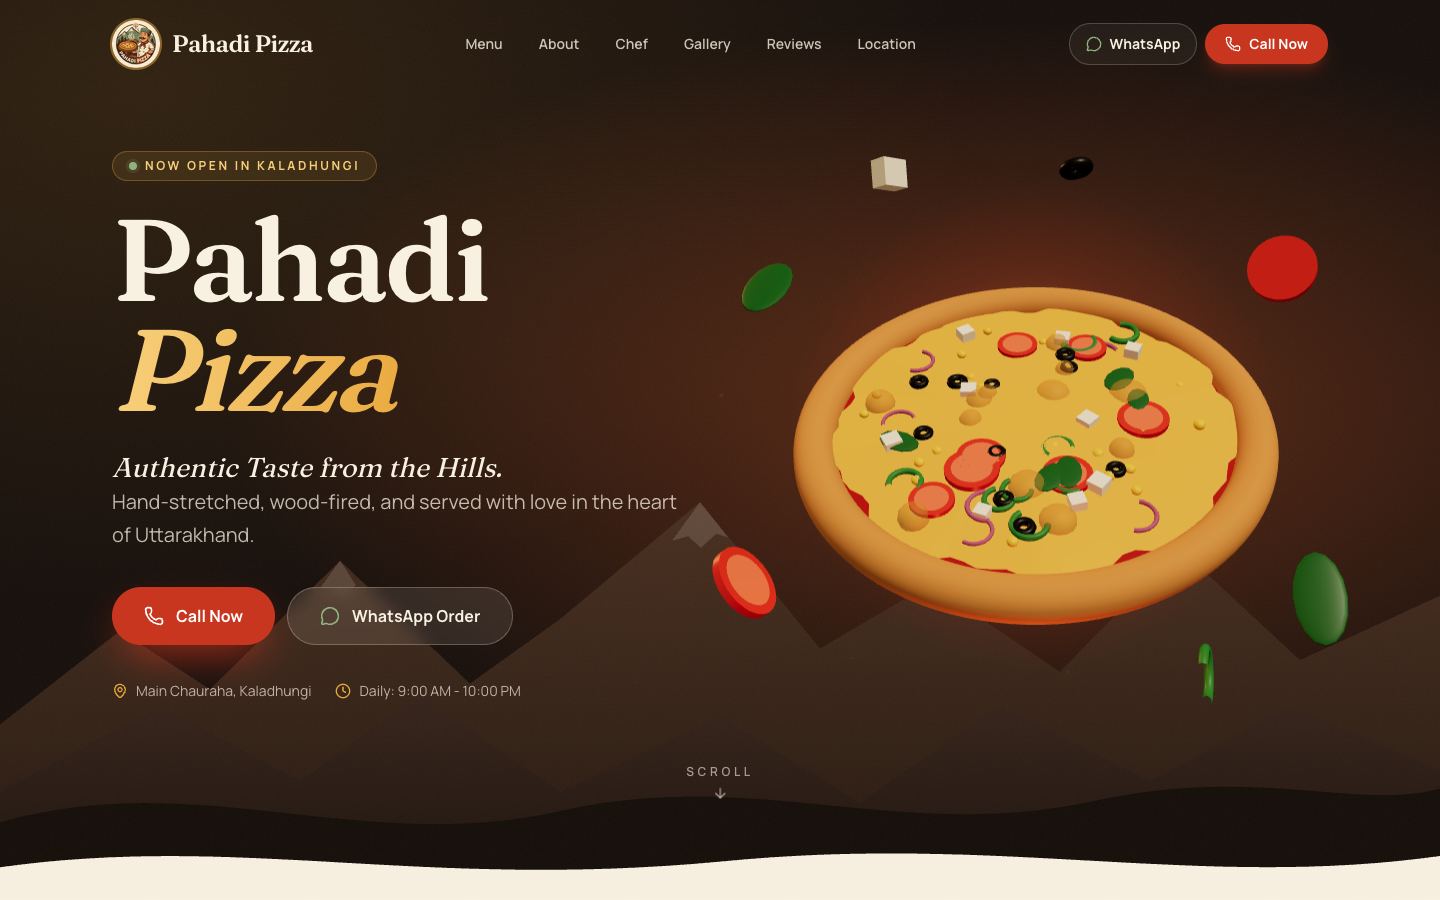 Pahadi Pizza
Menu
About
Chef
Gallery
Reviews
Location
WhatsApp
Call Now
NOW OPEN IN KALADHUNGI
Pahadi
Pizza
Authentic Taste from the Hills.
Hand-stretched, wood-fired, and served with love in the heart
of Uttarakhand.
Call Now
WhatsApp Order
Main Chauraha, Kaladhungi
Daily: 9:00 AM - 10:00 PM
SCROLL